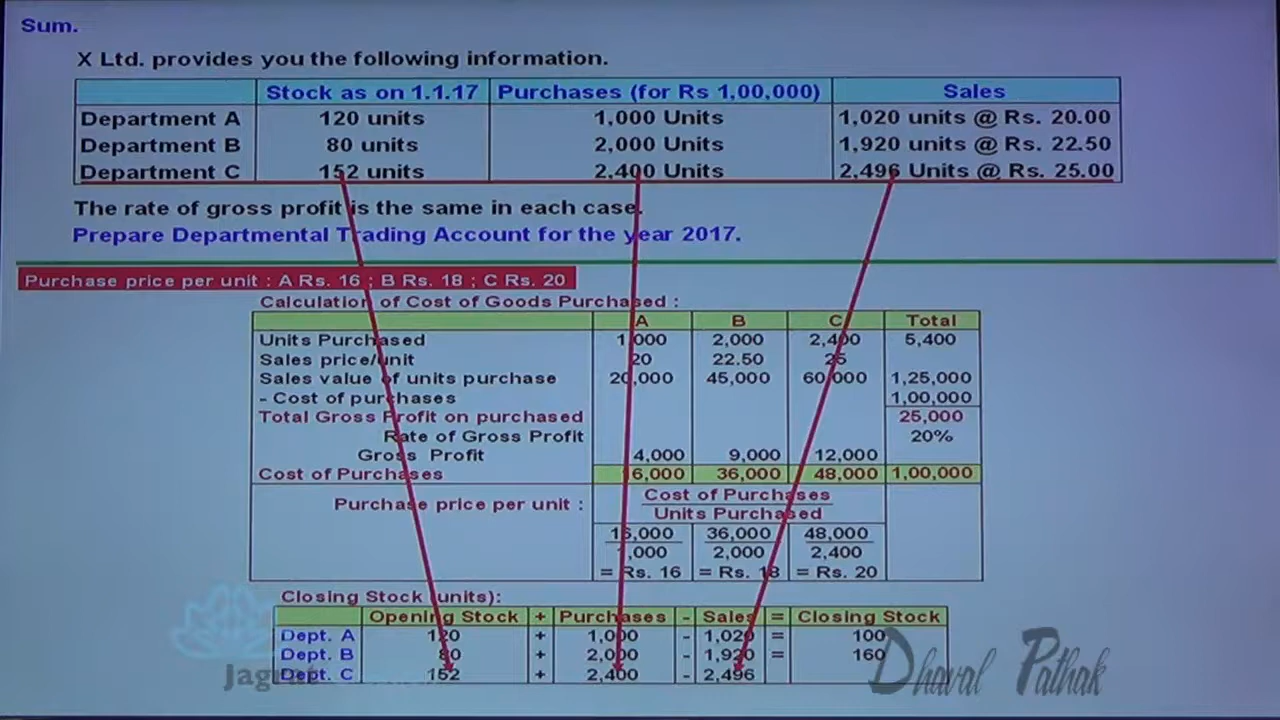 Sum.
X Ltd. provides you the following information.
Stock as on 1.1.17 Purchases (for Rs 1,00,000) Sales
Department A 120 units 1,000 Units 1,020 units @ Rs. 20.00
Department B 80 units 2,000 Units 1,920 units @ Rs. 22.50
Department C 152 units 2,400 Units 2,496 Units @ Rs. 25.00
The rate of gross profit is the same in each case.
Prepare Departmental Trading Account for the year 2017.
Purchase price per unit : A Rs. 16 ; B Rs. 18 ; C Rs. 20
Calculation of Cost of Goods Purchased :
A B C Total
Units Purchased 1,000 2,000 2,400 5,400
Sales price/unit 20 22.50 25
Sales value of units purchase 20,000 45,000 60,000 1,25,000
- Cost of purchases 1,00,000
Total Gross Profit on purchased 25,000
Rate of Gross Profit 20%
Gross Profit 4,000 9,000 12,000
Cost of Purchases 16,000 36,000 48,000 1,00,000
Purchase price per unit : Cost of Purchases
Units Purchased
16,000 36,000 48,000
1,000 2,000 2,400
= Rs. 16 = Rs. 18 = Rs. 20
Closing Stock (units):
Opening Stock + Purchases - Sales = Closing Stock
Dept. A 120 + 1,000 - 1,020 = 100
Dept. B 80 + 2,000 - 1,920 = 160
Dept. C 152 + 2,400 - 2,496
Dhaval Pathak